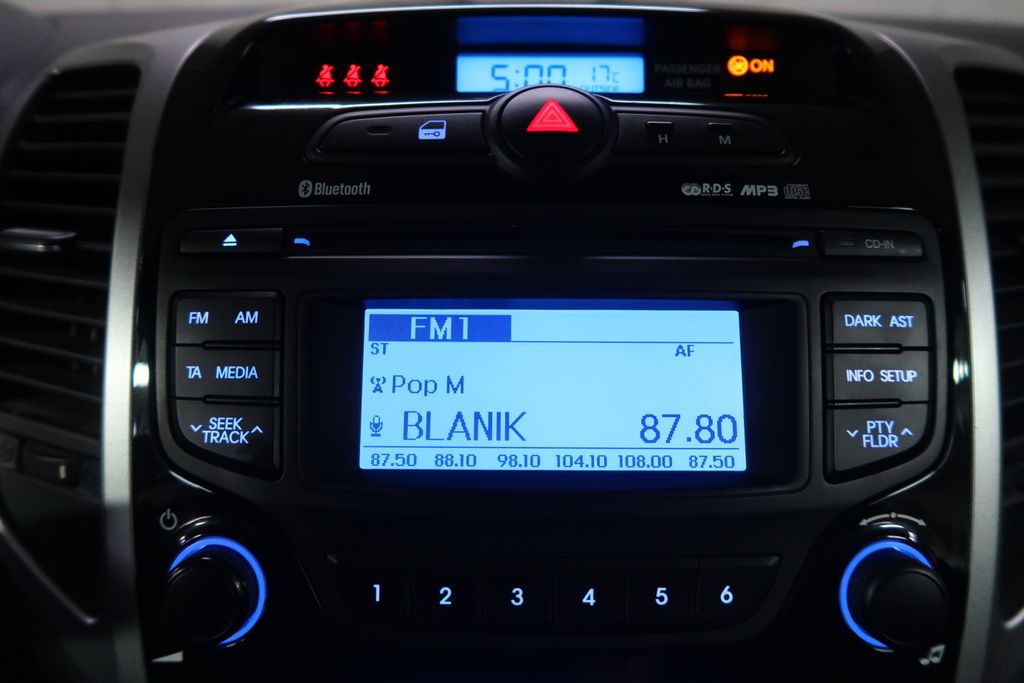 5:00 17c
OUTSIDE
PASSENGER
AIR BAG
ON
H M
Bluetooth
R·D·S MP3 disc
CD-IN
FM AM
TA MEDIA
SEEK
TRACK
FM1
ST AF
Pop M
BLANIK 87.80
87.50 88.10 98.10 104.10 108.00 87.50
DARK AST
INFO SETUP
PTY
FLDR
1 2 3 4 5 6